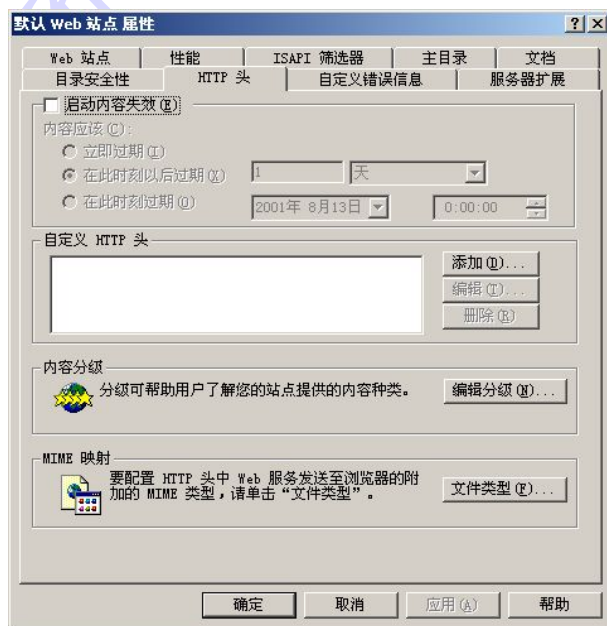 默认 Web 站点 属性
Web 站点 性能 ISAPI 筛选器 主目录 文档
目录安全性 HTTP 头 自定义错误信息 服务器扩展
启动内容失效(E)
内容应该(C):
立即过期(I)
在此时刻以后过期(X) 1 天
在此时刻过期(O) 2001年 8月13日 0:00:00
自定义 HTTP 头
添加(D)...
编辑(T)...
删除(R)
内容分级
分级可帮助用户了解您的站点提供的内容种类。 编辑分级(N)...
MIME 映射
要配置 HTTP 头中 Web 服务发送至浏览器的附
加的 MIME 类型，请单击“文件类型”。 文件类型(F)...
确定 取消 应用(A) 帮助